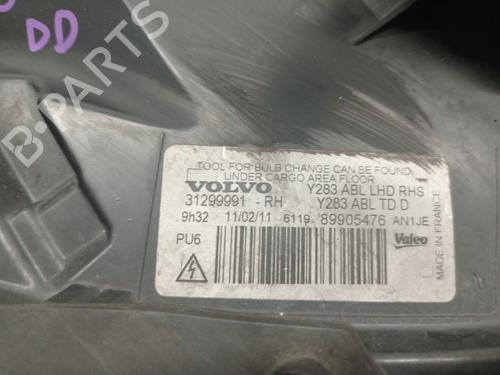 DD
B-PARTS
TOOL FOR BULB CHANGE CAN BE FOUND
UNDER CARGO AREA FLOOR
VOLVO Y283 ABL LHD RHS
31299991 - RH Y283 ABL TD D
9h32 11/02/11 6119 89905476 AN1JE
PU6
Valeo
MADE IN FRANCE